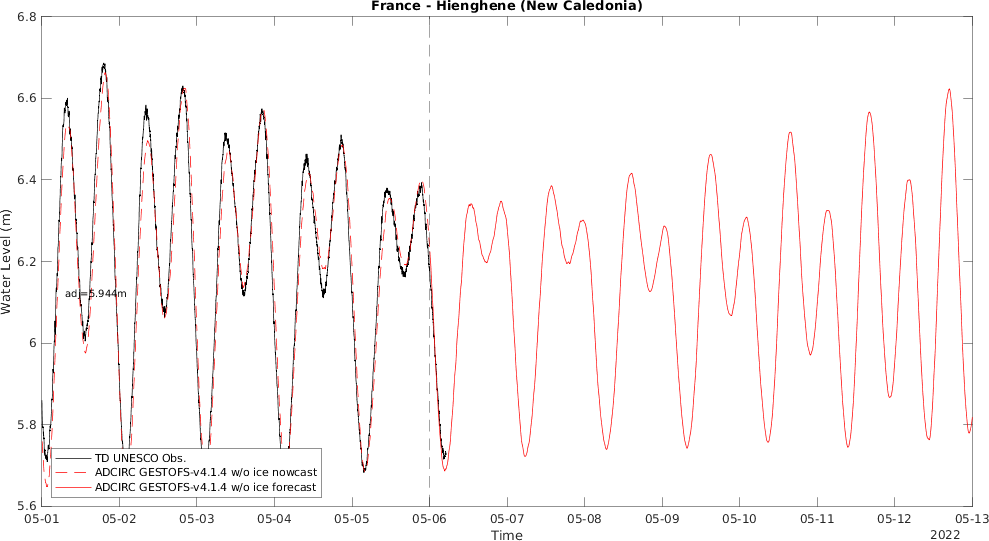 France - Hienghene (New Caledonia)
Water Level (m)
6.8
6.6
6.4
6.2
6
5.8
5.6
adj=5.944m
TD UNESCO Obs.
ADCIRC GESTOFS-v4.1.4 w/o ice nowcast
ADCIRC GESTOFS-v4.1.4 w/o ice forecast
05-01 05-02 05-03 05-04 05-05 05-06 05-07 05-08 05-09 05-10 05-11 05-12 05-13
Time
2022